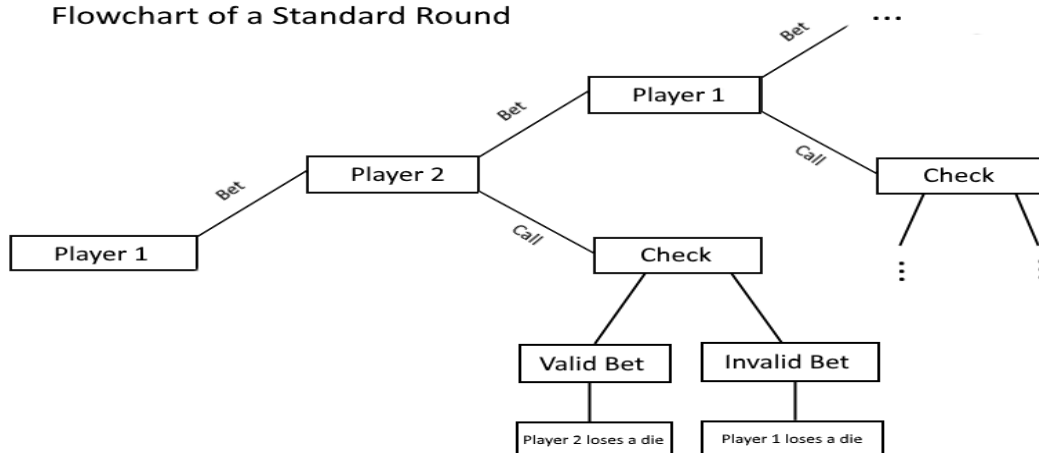 Flowchart of a Standard Round
...
Bet
Player 1
Bet
Call
Player 2
Check
Bet
Call
Player 1
Check
...
...
Valid Bet
Invalid Bet
Player 2 loses a die
Player 1 loses a die